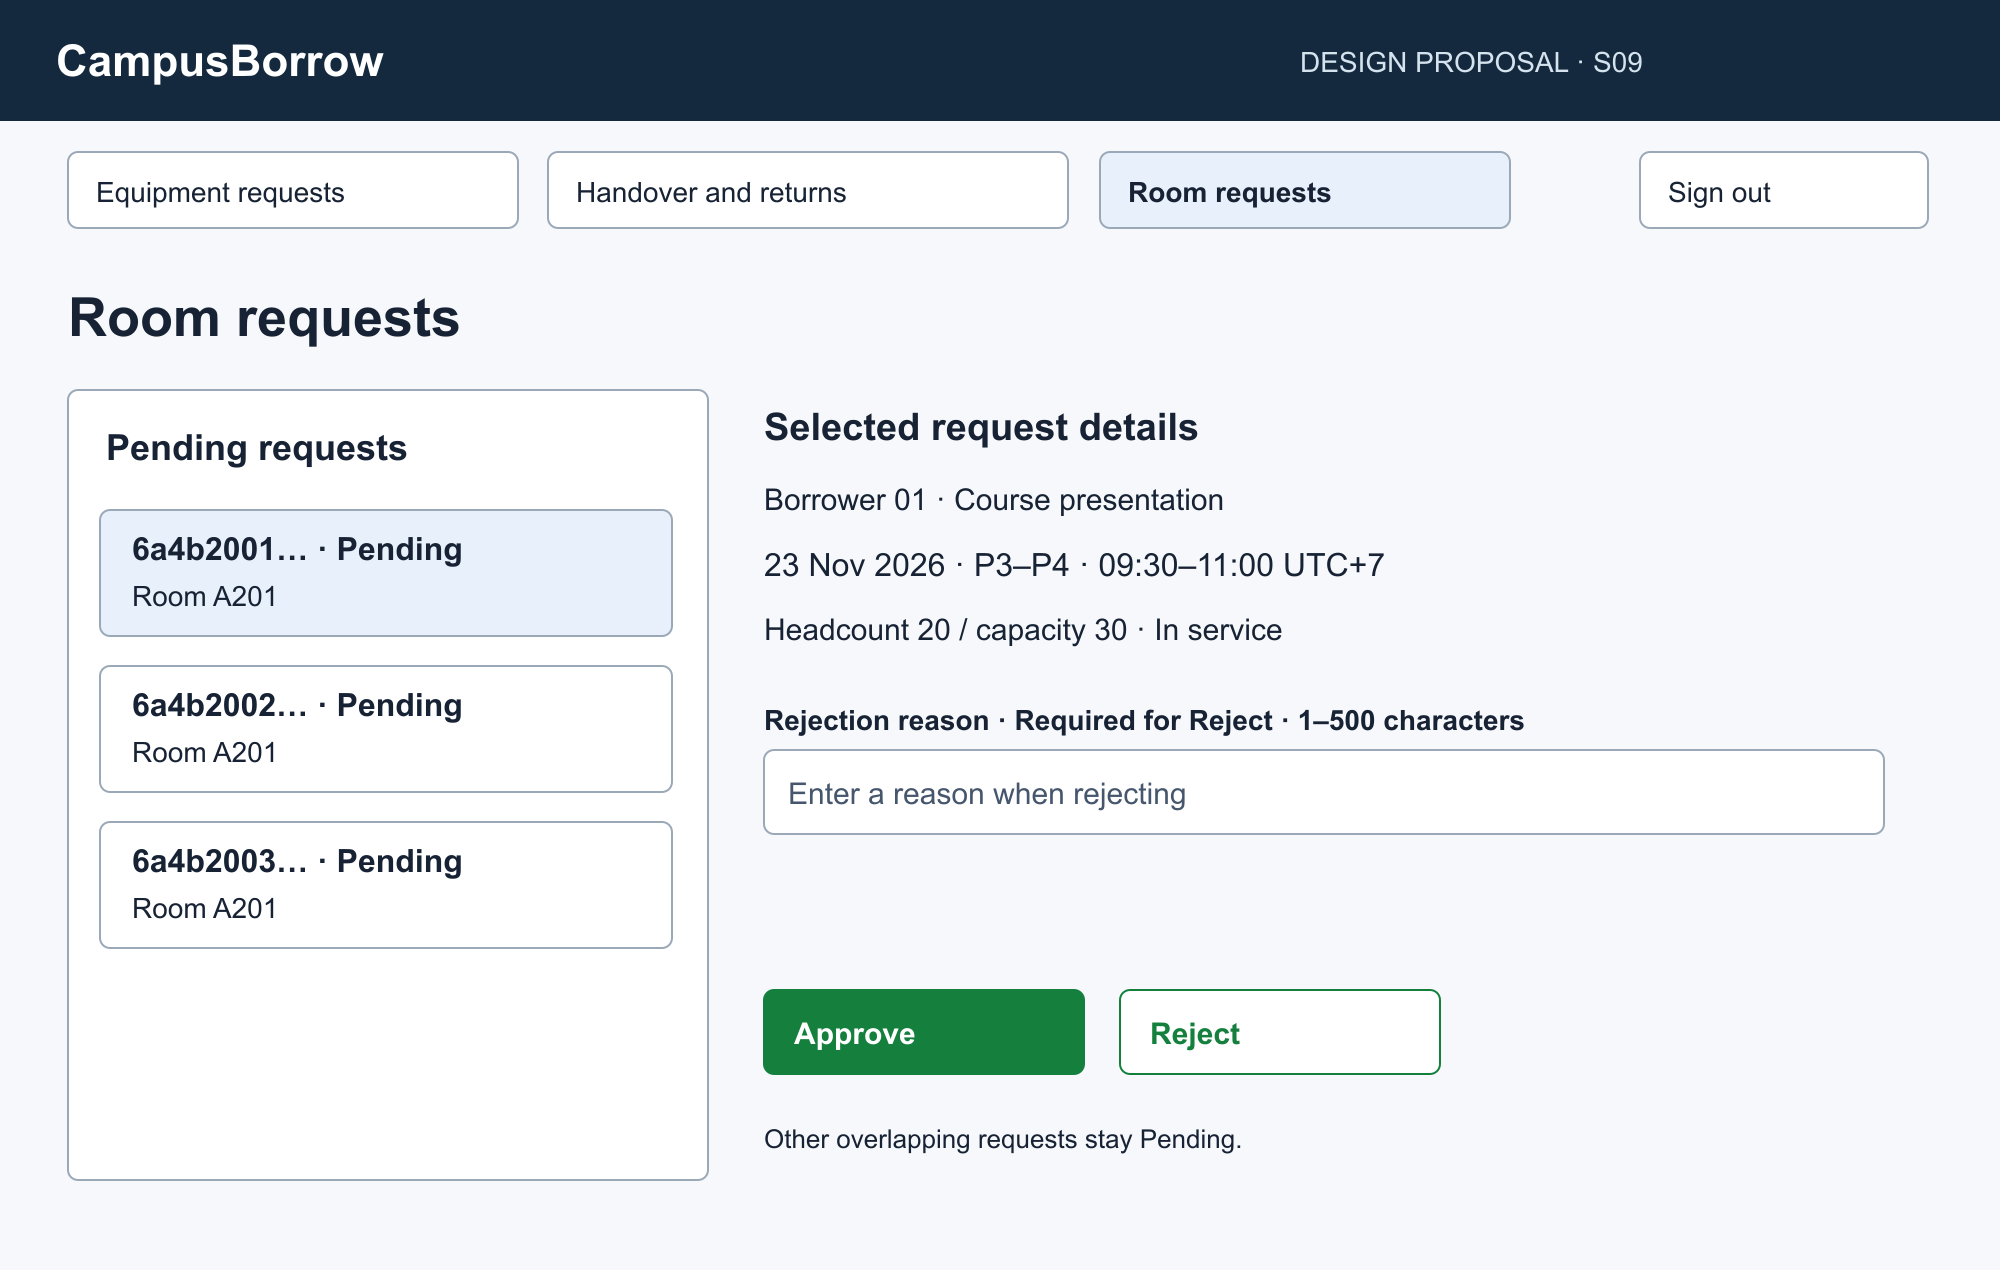 CampusBorrow
DESIGN PROPOSAL · S09
Equipment requests
Handover and returns
Room requests
Sign out
Room requests
Pending requests
6a4b2001… · Pending
Room A201
6a4b2002… · Pending
Room A201
6a4b2003… · Pending
Room A201
Selected request details
Borrower 01 · Course presentation
23 Nov 2026 · P3–P4 · 09:30–11:00 UTC+7
Headcount 20 / capacity 30 · In service
Rejection reason · Required for Reject · 1–500 characters
Enter a reason when rejecting
Approve
Reject
Other overlapping requests stay Pending.